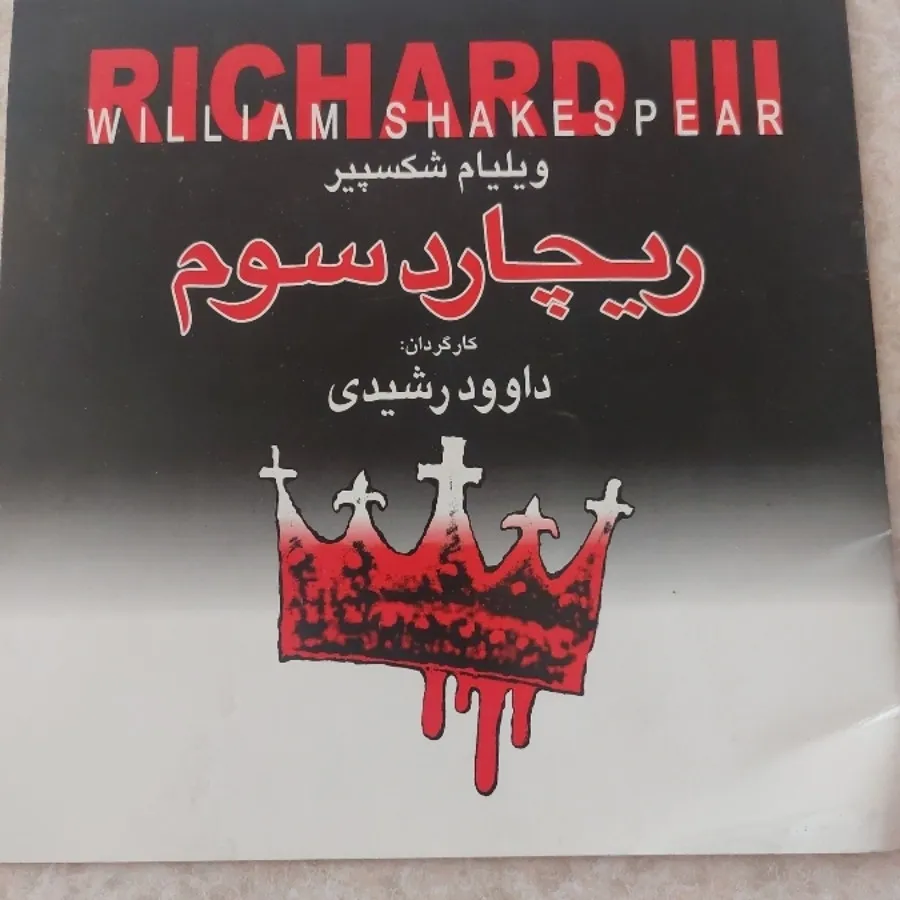 RICHARD III
WILLIAM SHAKESPEAR
ویلیام شکسپیر
ریچارد سوم
کارگردان:
داوود رشیدی